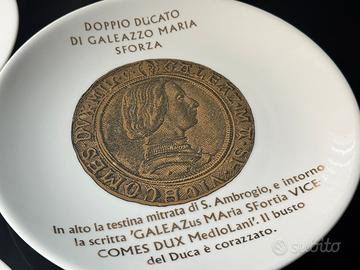 DOPPIO DUCATO
DI GALEAZZO MARIA
SFORZA
In alto la testina mitrata di S. Ambrogio, e intorno
la scritta 'GALEAZus MAria SFortia VICE-
COMES DUX MedioLani'. Il busto
del Duca è corazzato.
subito